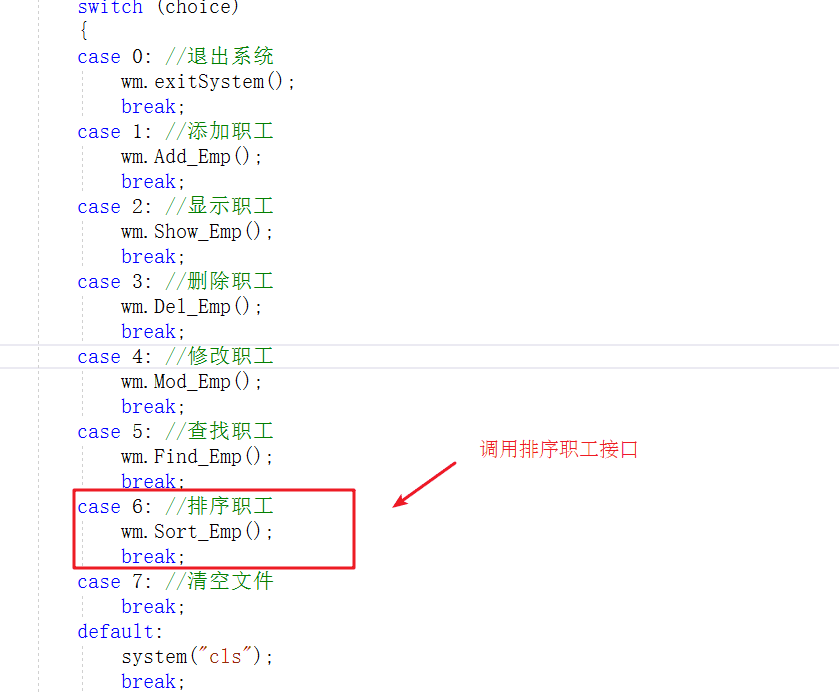 switch (choice)
{
case 0: //退出系统
wm.exitSystem();
break;
case 1: //添加职工
wm.Add_Emp();
break;
case 2: //显示职工
wm.Show_Emp();
break;
case 3: //删除职工
wm.Del_Emp();
break;
case 4: //修改职工
wm.Mod_Emp();
break;
case 5: //查找职工
wm.Find_Emp();
break;
调用排序职工接口
case 6: //排序职工
wm.Sort_Emp();
break;
case 7: //清空文件
break;
default:
system("cls");
break;